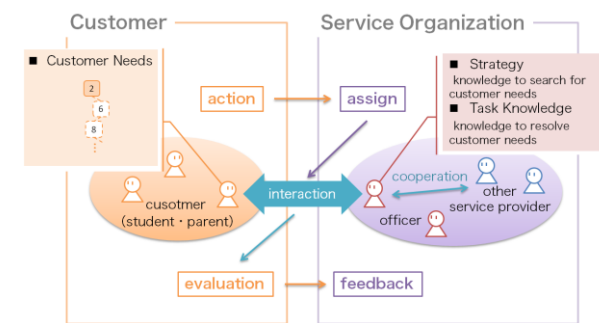 Customer
Service Organization
■ Customer Needs
2
6
8
action
assign
■ Strategy
knowledge to search for
customer needs
■ Task Knowledge
knowledge to resolve
customer needs
cooperation
interaction
cusotmer
(student・parent)
other
service provider
officer
evaluation
feedback